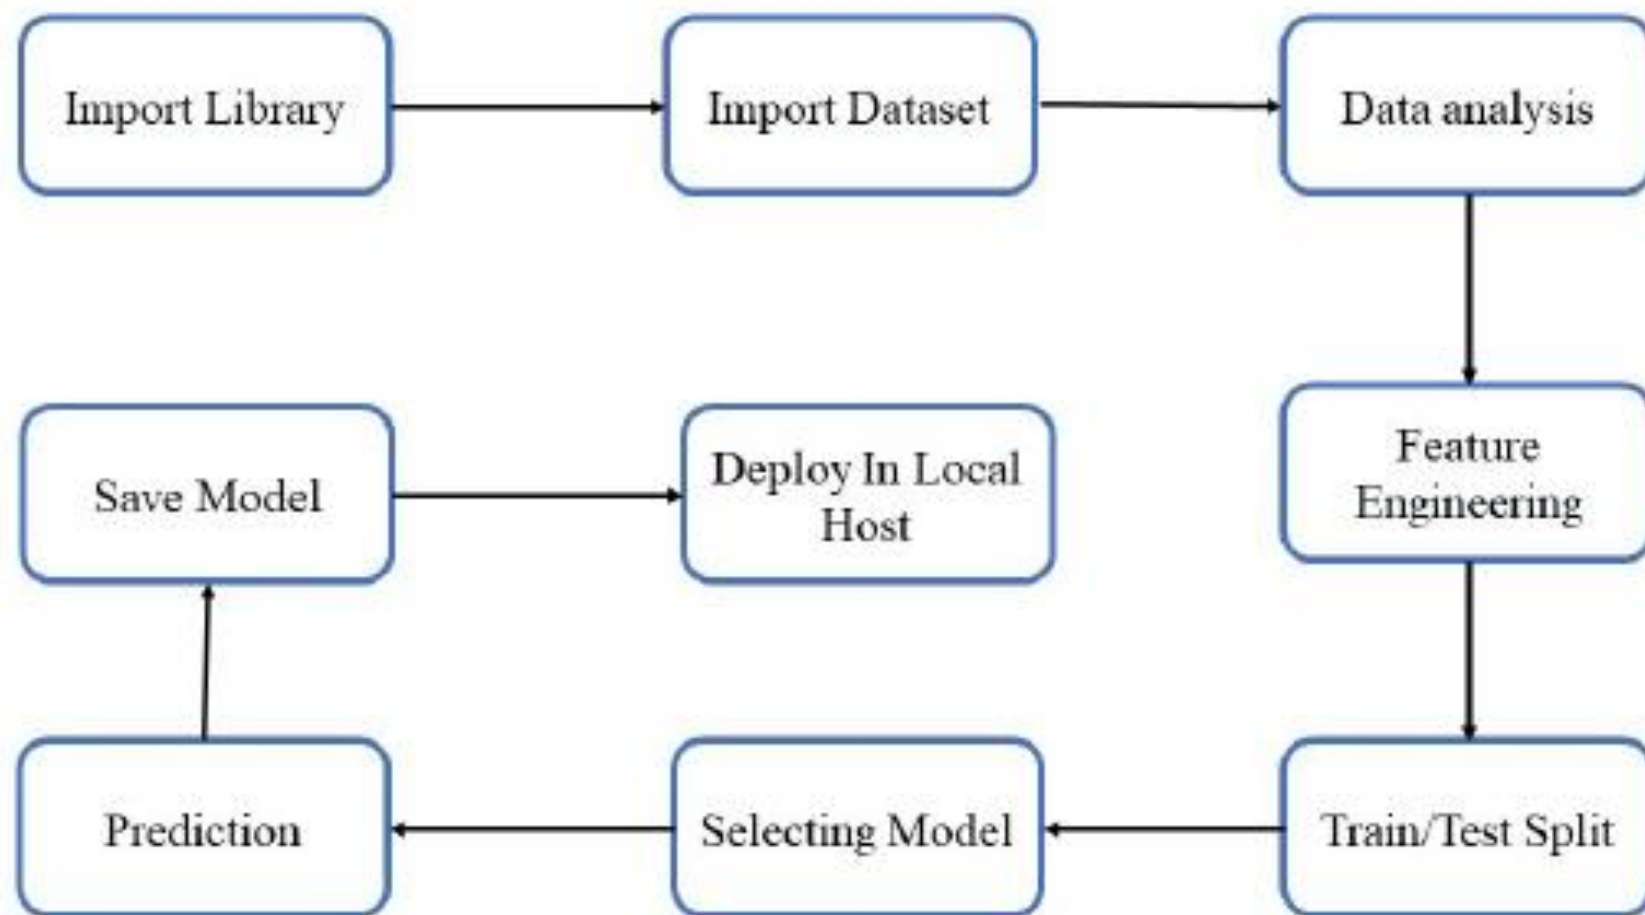 Import Library
Import Dataset
Data analysis
Feature
Engineering
Train/Test Split
Selecting Model
Prediction
Save Model
Deploy In Local
Host